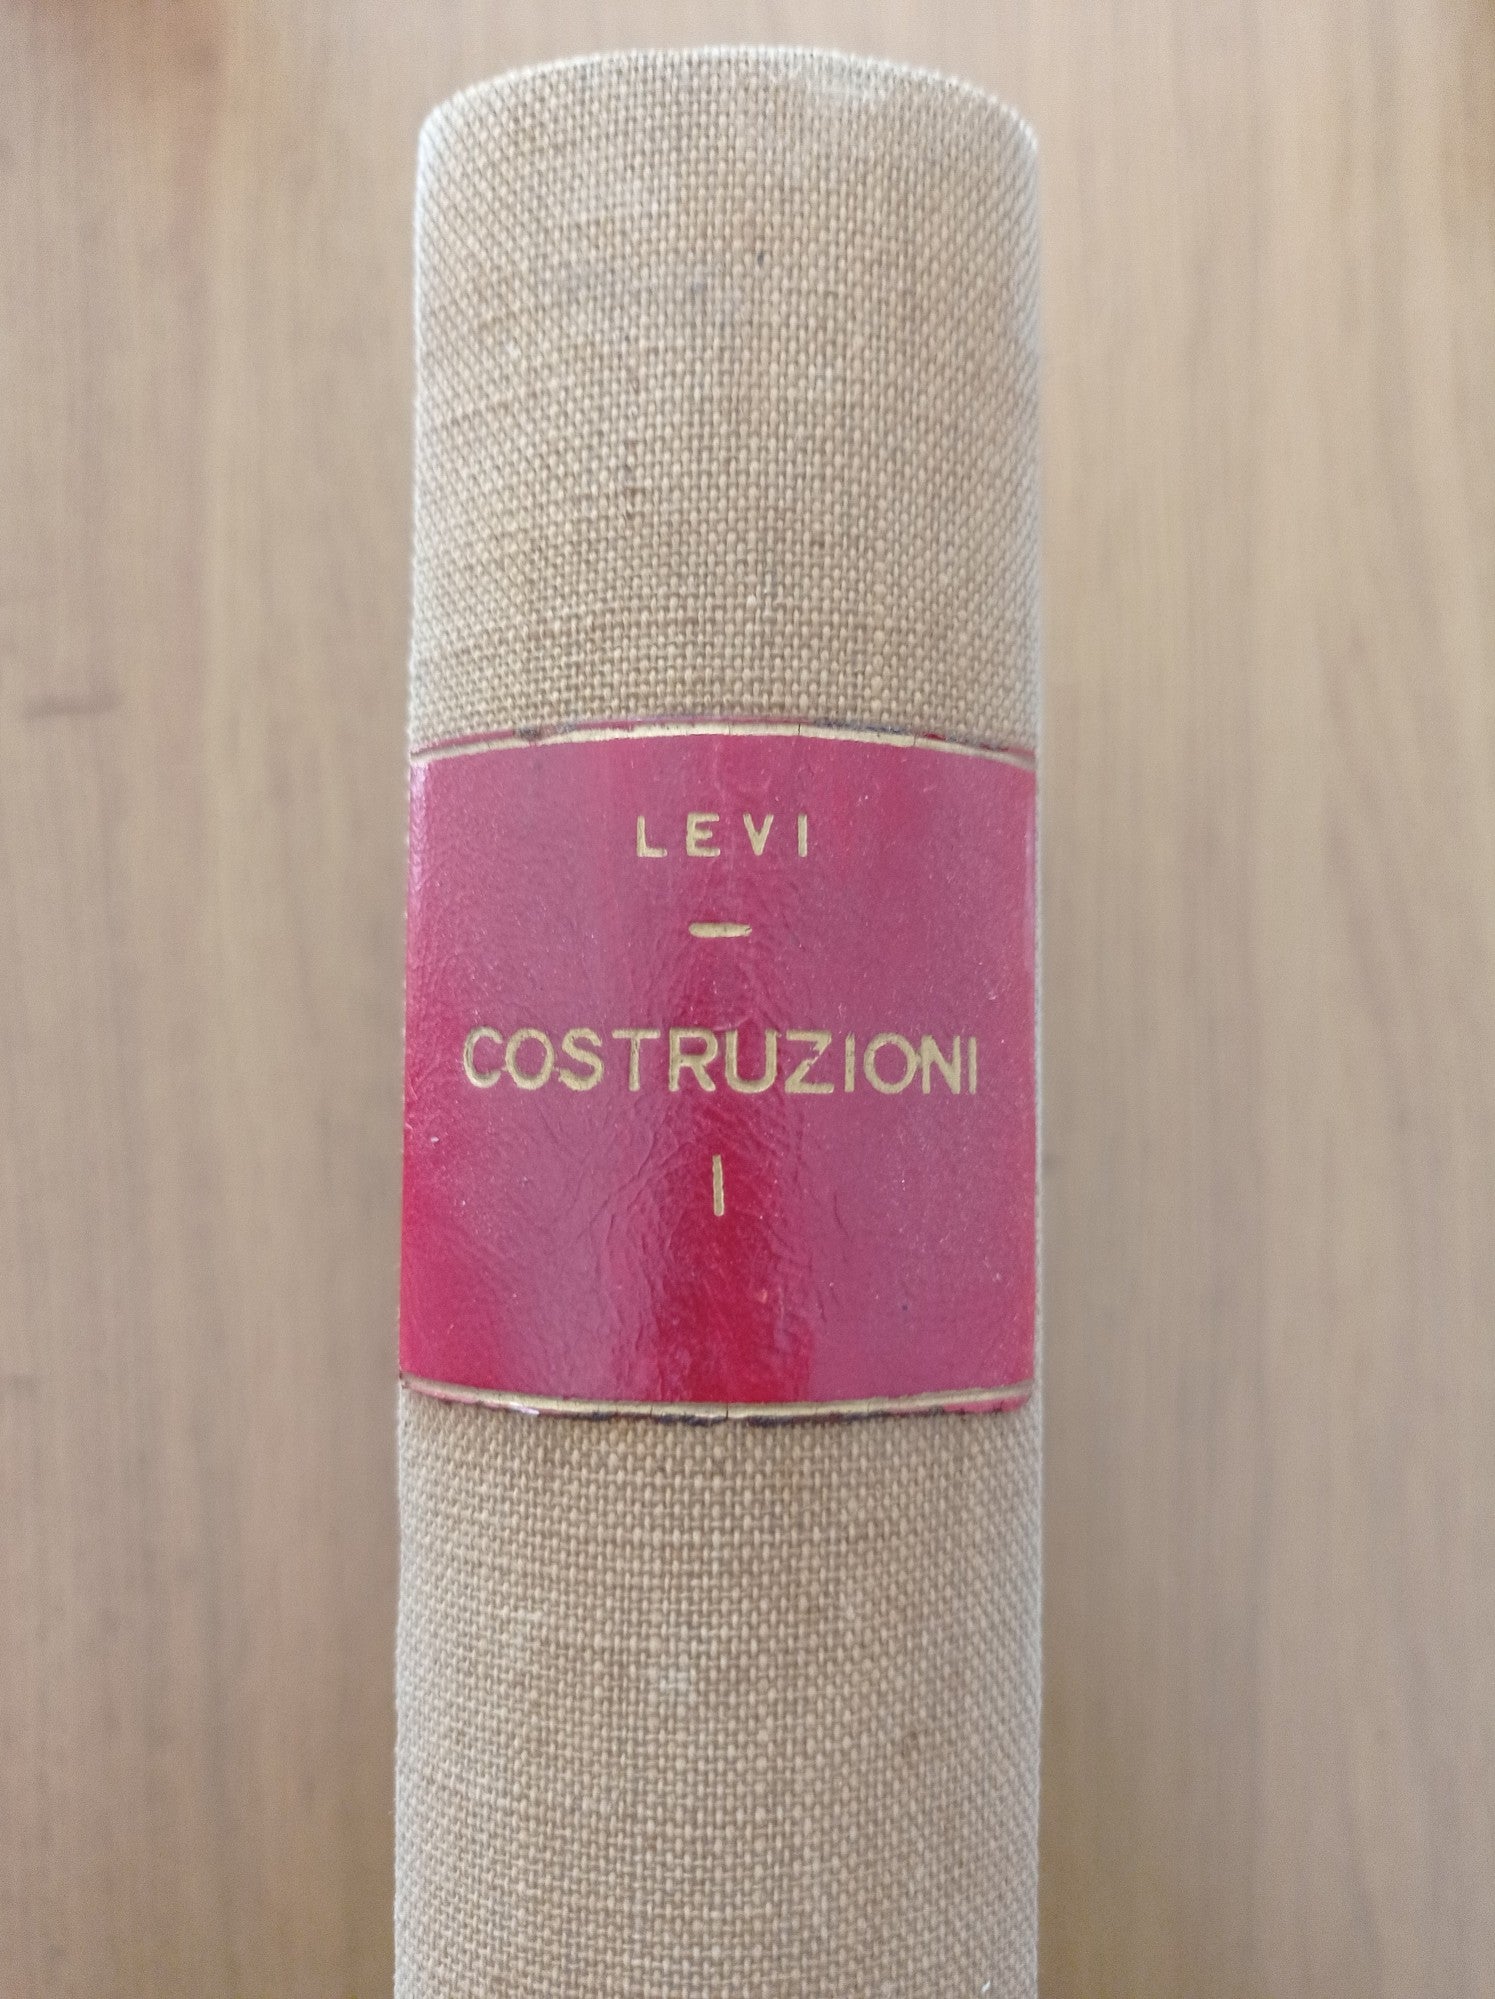 LEVI
–
COSTRUZIONI
I